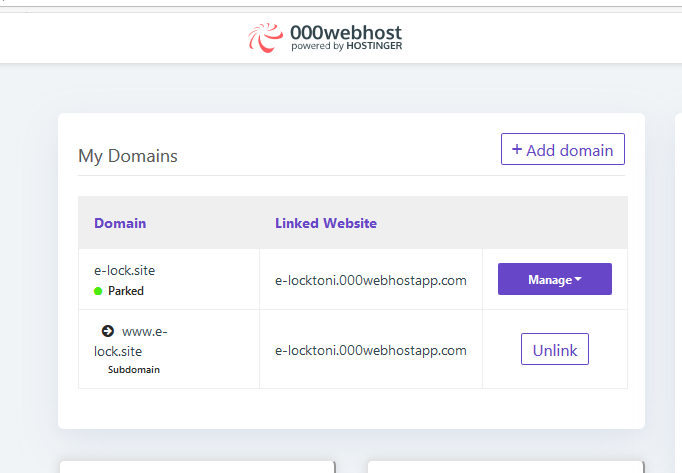 000webhost
powered by HOSTINGER
My Domains
+ Add domain
Domain
Linked Website
e-lock.site
Parked
e-locktoni.000webhostapp.com
Manage
www.e-
lock.site
Subdomain
e-locktoni.000webhostapp.com
Unlink